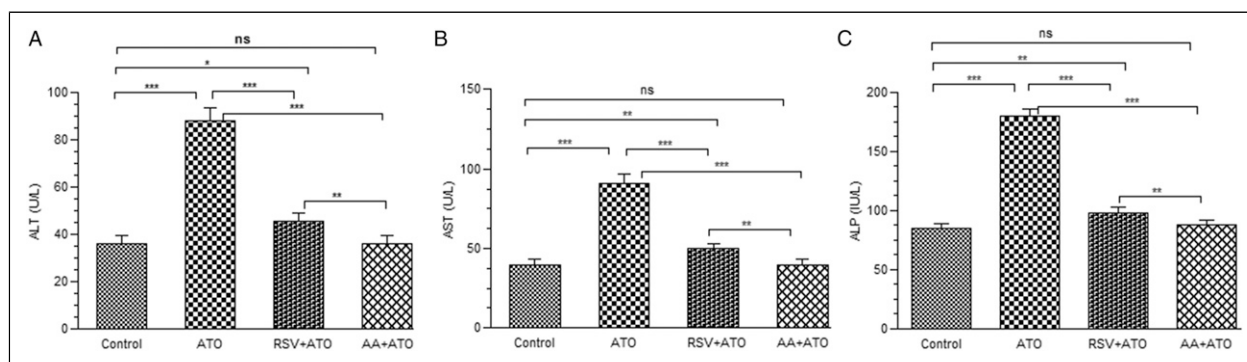 A
ns
*
***
***
***
**
ALT (U/L)
100
80
60
40
20
0
Control
ATO
RSV+ATO
AA+ATO
B
ns
**
***
***
***
**
AST (U/L)
150
100
50
0
Control
ATO
RSV+ATO
AA+ATO
C
ns
**
***
***
***
**
ALP (IU/L)
200
150
100
50
0
Control
ATO
RSV+ATO
AA+ATO